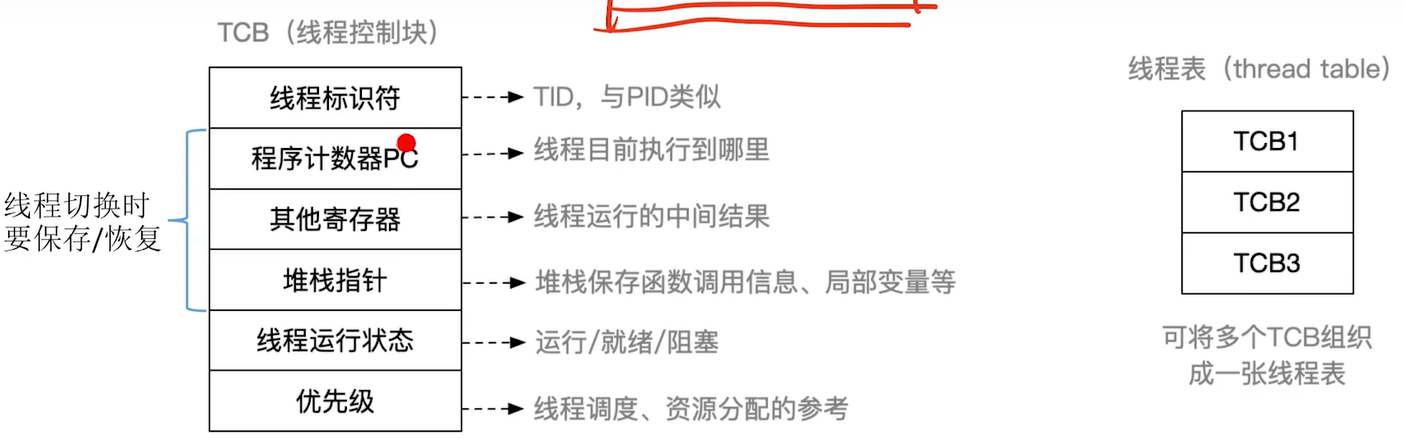 TCB（线程控制块）
线程标识符
TID，与PID类似
程序计数器PC
线程目前执行到哪里
其他寄存器
线程运行的中间结果
堆栈指针
堆栈保存函数调用信息、局部变量等
线程运行状态
运行/就绪/阻塞
优先级
线程调度、资源分配的参考
线程切换时
要保存/恢复
线程表（thread table）
TCB1
TCB2
TCB3
可将多个TCB组织
成一张线程表